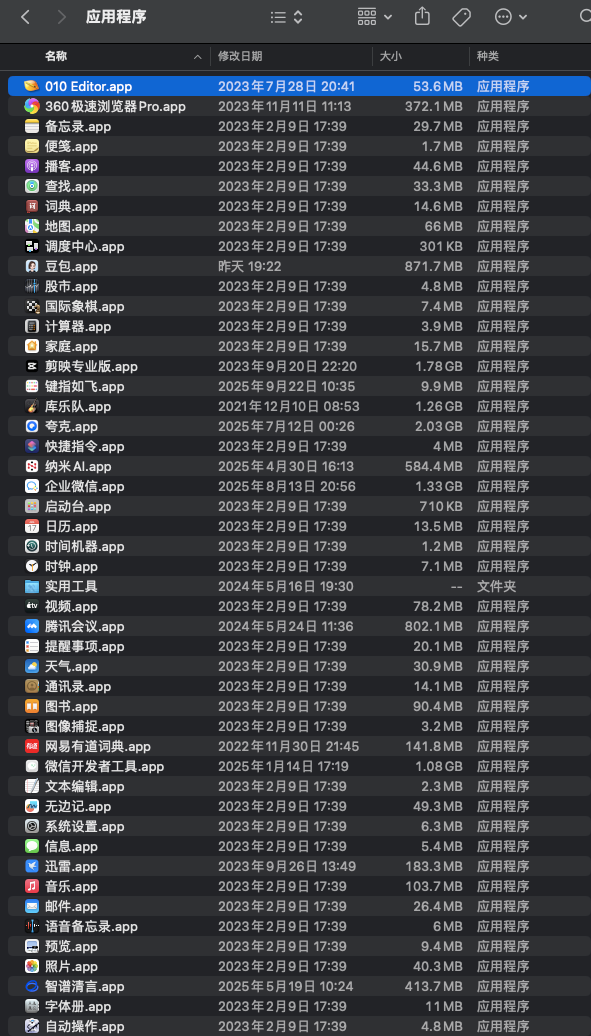 应用程序
名称 修改日期 大小 种类
010 Editor.app 2023年7月28日 20:41 53.6 MB 应用程序
360极速浏览器Pro.app 2023年11月11日 11:13 372.1 MB 应用程序
备忘录.app 2023年2月9日 17:39 29.7 MB 应用程序
便笺.app 2023年2月9日 17:39 1.7 MB 应用程序
播客.app 2023年2月9日 17:39 44.6 MB 应用程序
查找.app 2023年2月9日 17:39 33.3 MB 应用程序
词典.app 2023年2月9日 17:39 14.6 MB 应用程序
地图.app 2023年2月9日 17:39 66 MB 应用程序
调度中心.app 2023年2月9日 17:39 301 KB 应用程序
豆包.app 昨天 19:22 871.7 MB 应用程序
股市.app 2023年2月9日 17:39 4.8 MB 应用程序
国际象棋.app 2023年2月9日 17:39 7.4 MB 应用程序
计算器.app 2023年2月9日 17:39 3.9 MB 应用程序
家庭.app 2023年2月9日 17:39 15.7 MB 应用程序
剪映专业版.app 2023年9月20日 22:20 1.78 GB 应用程序
键指如飞.app 2025年9月22日 10:35 9.9 MB 应用程序
库乐队.app 2021年12月10日 08:53 1.26 GB 应用程序
夸克.app 2025年7月12日 00:26 2.03 GB 应用程序
快捷指令.app 2023年2月9日 17:39 4 MB 应用程序
纳米AI.app 2025年4月30日 16:13 584.4 MB 应用程序
企业微信.app 2025年8月13日 20:56 1.33 GB 应用程序
启动台.app 2023年2月9日 17:39 710 KB 应用程序
日历.app 2023年2月9日 17:39 13.5 MB 应用程序
时间机器.app 2023年2月9日 17:39 1.2 MB 应用程序
时钟.app 2023年2月9日 17:39 7.1 MB 应用程序
实用工具 2024年5月16日 19:30 -- 文件夹
视频.app 2023年2月9日 17:39 78.2 MB 应用程序
腾讯会议.app 2024年5月24日 11:36 802.1 MB 应用程序
提醒事项.app 2023年2月9日 17:39 20.1 MB 应用程序
天气.app 2023年2月9日 17:39 30.9 MB 应用程序
通讯录.app 2023年2月9日 17:39 14.1 MB 应用程序
图书.app 2023年2月9日 17:39 90.4 MB 应用程序
图像捕捉.app 2023年2月9日 17:39 3.2 MB 应用程序
网易有道词典.app 2022年11月30日 21:45 141.8 MB 应用程序
微信开发者工具.app 2025年1月14日 17:19 1.08 GB 应用程序
文本编辑.app 2023年2月9日 17:39 2.3 MB 应用程序
无边记.app 2023年2月9日 17:39 49.3 MB 应用程序
系统设置.app 2023年2月9日 17:39 6.3 MB 应用程序
信息.app 2023年2月9日 17:39 5.4 MB 应用程序
迅雷.app 2023年9月26日 13:49 183.3 MB 应用程序
音乐.app 2023年2月9日 17:39 103.7 MB 应用程序
邮件.app 2023年2月9日 17:39 26.4 MB 应用程序
语音备忘录.app 2023年2月9日 17:39 6 MB 应用程序
预览.app 2023年2月9日 17:39 9.4 MB 应用程序
照片.app 2023年2月9日 17:39 40.3 MB 应用程序
智谱清言.app 2025年5月19日 10:24 413.7 MB 应用程序
字体册.app 2023年2月9日 17:39 11 MB 应用程序
自动操作.app 2023年2月9日 17:39 4.8 MB 应用程序